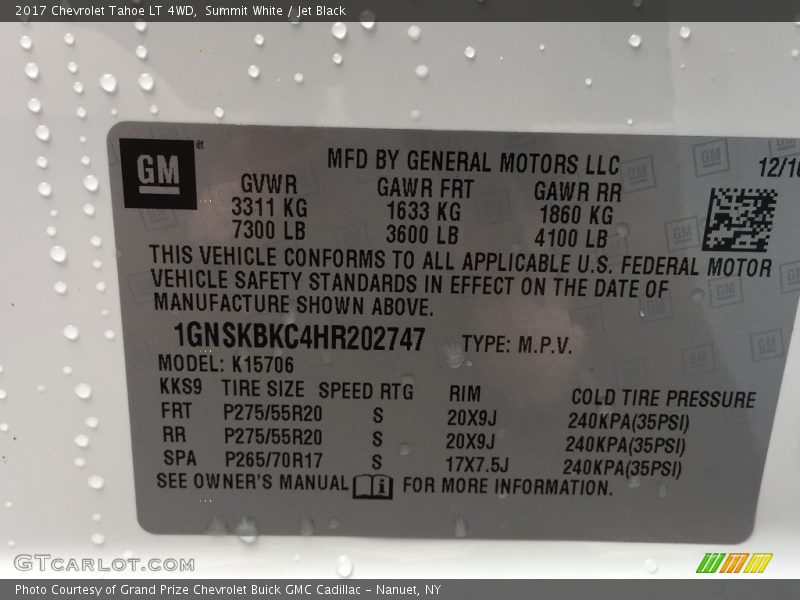 2017 Chevrolet Tahoe LT 4WD, Summit White / Jet Black
GM®
MFD BY GENERAL MOTORS LLC
GVWR GAWR FRT GAWR RR
3311 KG 1633 KG 1860 KG
7300 LB 3600 LB 4100 LB
THIS VEHICLE CONFORMS TO ALL APPLICABLE U.S. FEDERAL MOTOR
VEHICLE SAFETY STANDARDS IN EFFECT ON THE DATE OF
MANUFACTURE SHOWN ABOVE.
1GNSKBKC4HR202747 TYPE: M.P.V.
MODEL: K15706
KKS9 TIRE SIZE SPEED RTG RIM COLD TIRE PRESSURE
FRT P275/55R20 S 20X9J 240KPA(35PSI)
RR P275/55R20 S 20X9J 240KPA(35PSI)
SPA P265/70R17 S 17X7.5J 240KPA(35PSI)
SEE OWNER'S MANUAL i FOR MORE INFORMATION.
GTCARLOT.COM
Photo Courtesy of Grand Prize Chevrolet Buick GMC Cadillac - Nanuet, NY